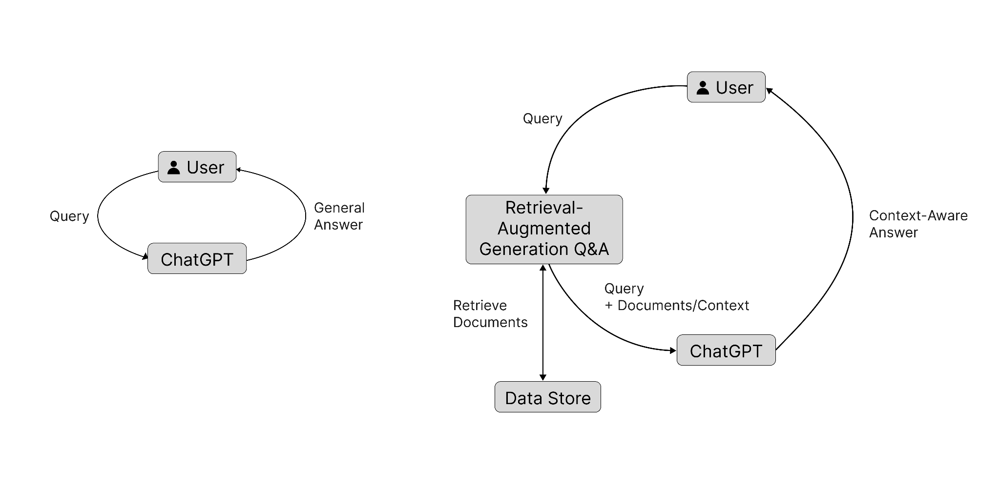 User
Query
General
Answer
ChatGPT
User
Query
Retrieval-
Augmented
Generation Q&A
Context-Aware
Answer
Query
+ Documents/Context
Retrieve
Documents
ChatGPT
Data Store